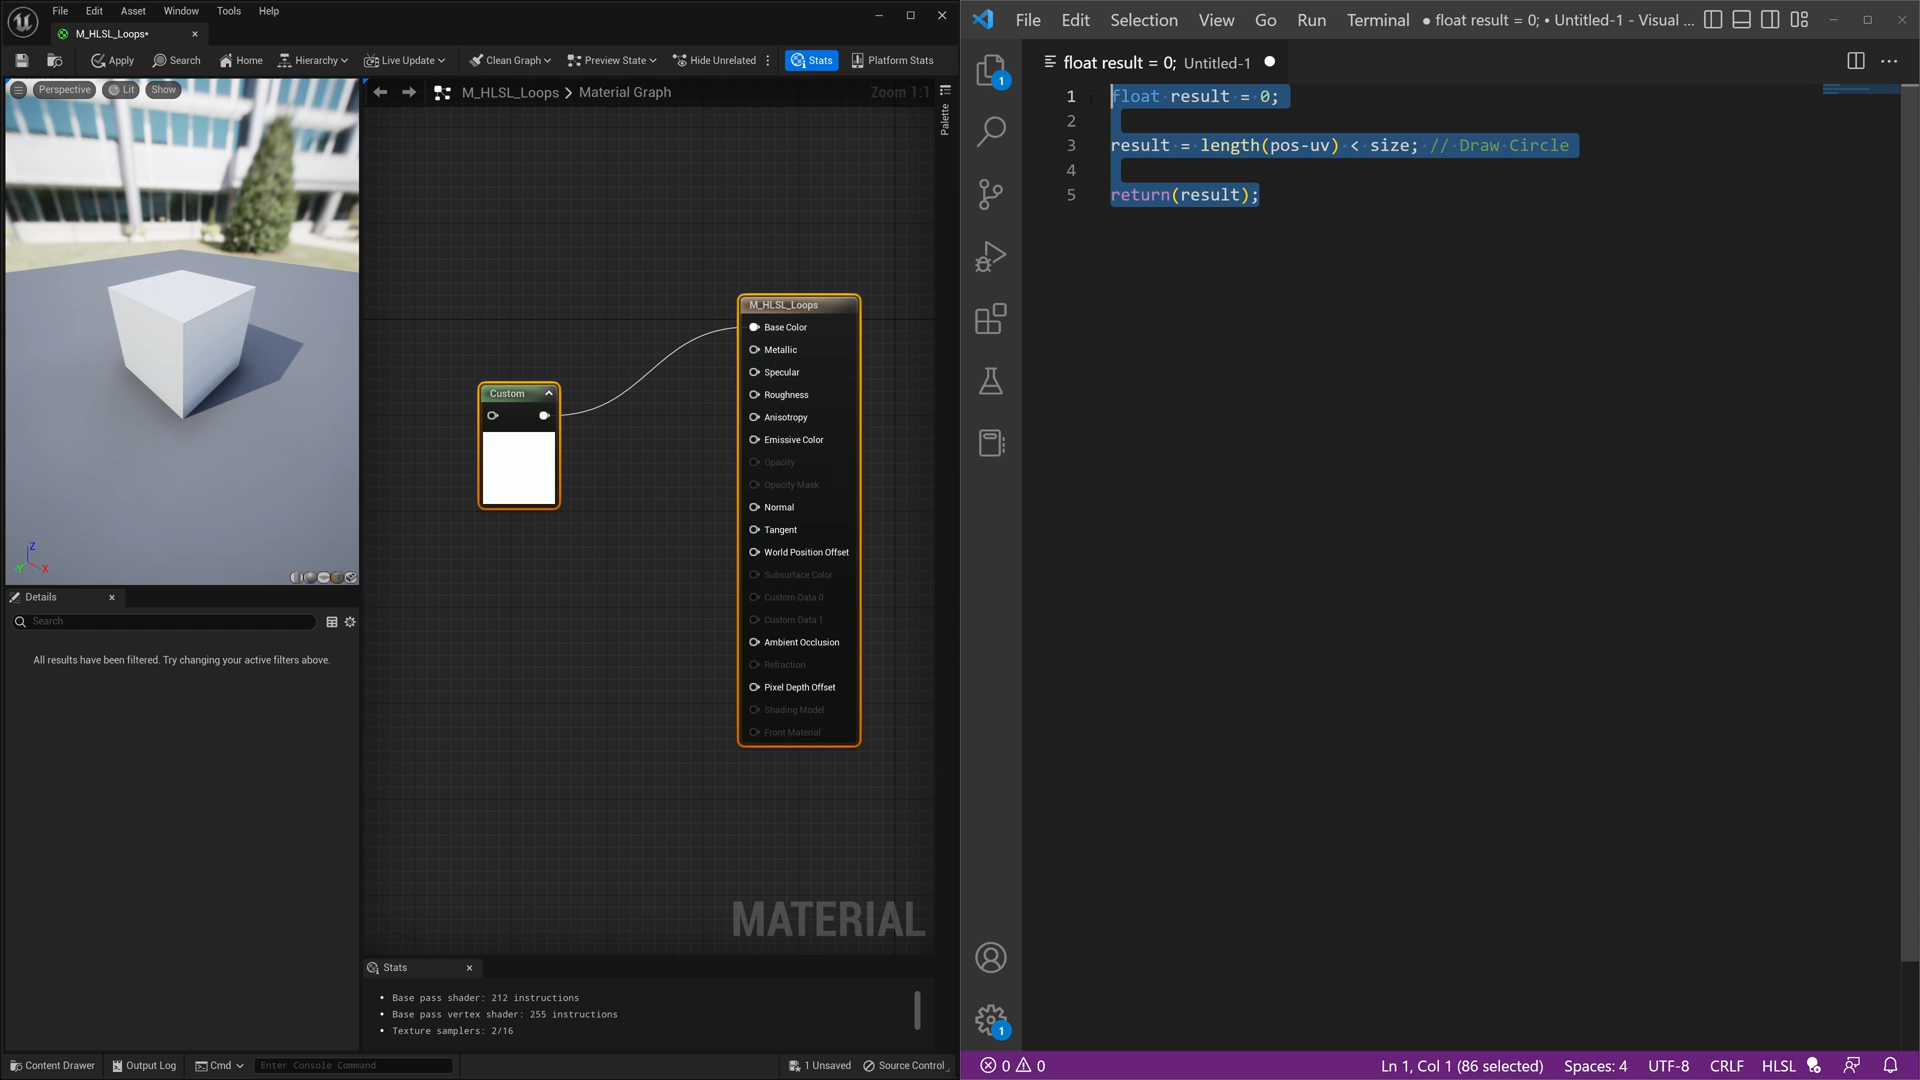 File Edit Asset Window Tools Help
M_HLSL_Loops*
Apply Search Home Hierarchy Live Update Clean Graph Preview State Hide Unrelated Stats Platform Stats
Perspective Lit Show
M_HLSL_Loops Material Graph Zoom 1:1
Palette
M_HLSL_Loops
Base Color
Metallic
Specular
Roughness
Anisotropy
Emissive Color
Opacity
Opacity Mask
Normal
Tangent
World Position Offset
Subsurface Color
Custom Data 0
Custom Data 1
Ambient Occlusion
Refraction
Pixel Depth Offset
Shading Model
Front Material
Custom
Z
Y
X
Details
Search
All results have been filtered. Try changing your active filters above.
MATERIAL
Stats
• Base pass shader: 212 instructions
• Base pass vertex shader: 255 instructions
• Texture samplers: 2/16
Content Drawer Output Log Cmd Enter Console Command 1 Unsaved Source Control
File Edit Selection View Go Run Terminal ● float result = 0; • Untitled-1 - Visual ...
float result = 0; Untitled-1
1 float result = 0;
2
3 result = length(pos-uv) < size; // Draw Circle
4
5 return(result);
1
1
0 0 Ln 1, Col 1 (86 selected) Spaces: 4 UTF-8 CRLF HLSL